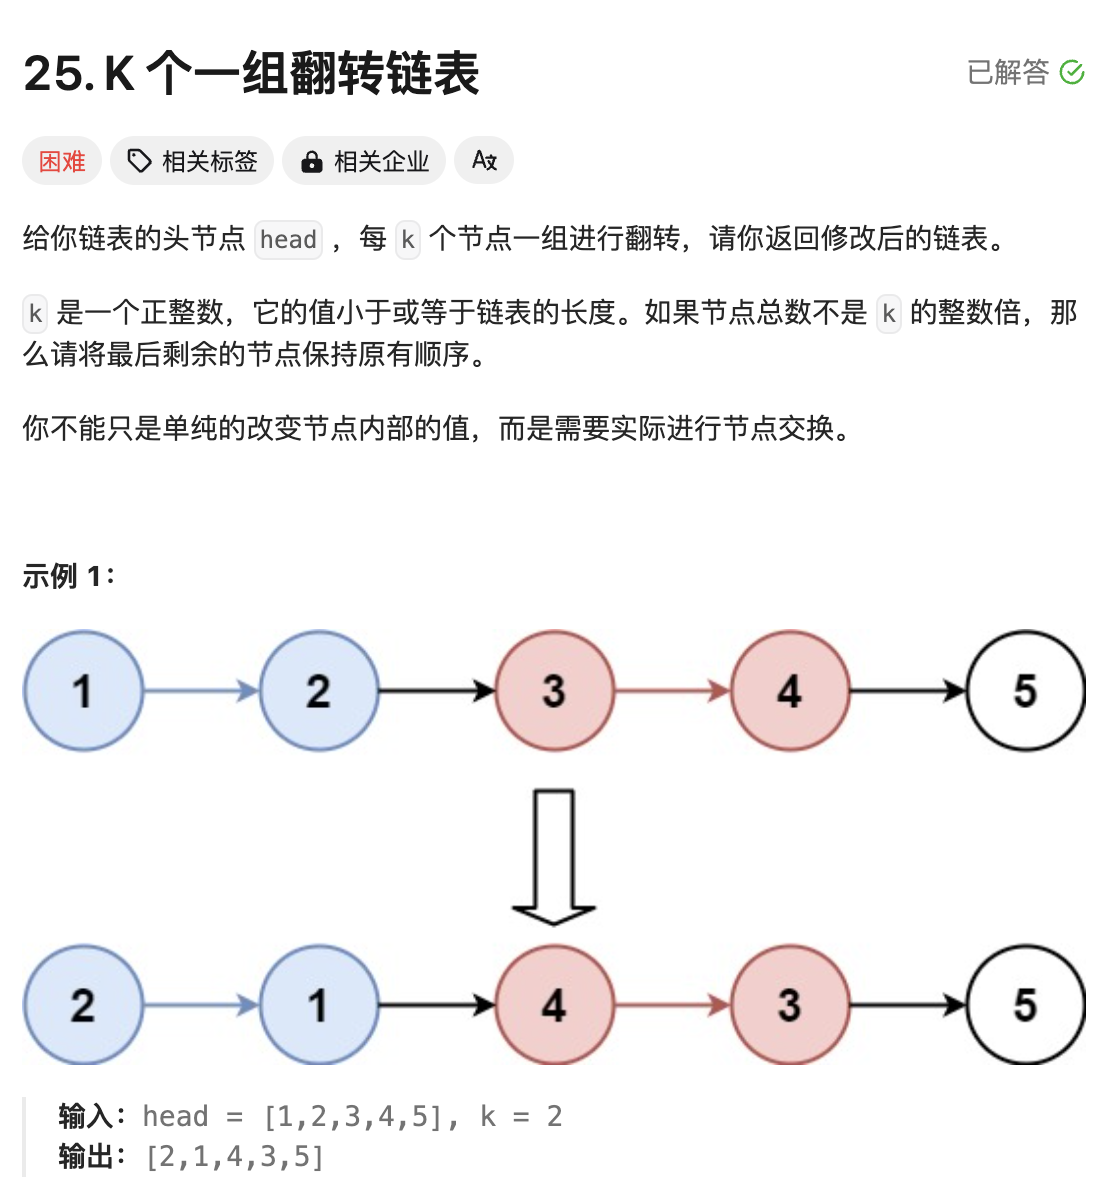 25. K 个一组翻转链表
已解答
困难 相关标签 相关企业 A文
给你链表的头节点 head ，每 k 个节点一组进行翻转，请你返回修改后的链表。
k 是一个正整数，它的值小于或等于链表的长度。如果节点总数不是 k 的整数倍，那
么请将最后剩余的节点保持原有顺序。
你不能只是单纯的改变节点内部的值，而是需要实际进行节点交换。
示例 1：
1 2 3 4 5
2 1 4 3 5
输入：head = [1,2,3,4,5], k = 2
输出：[2,1,4,3,5]